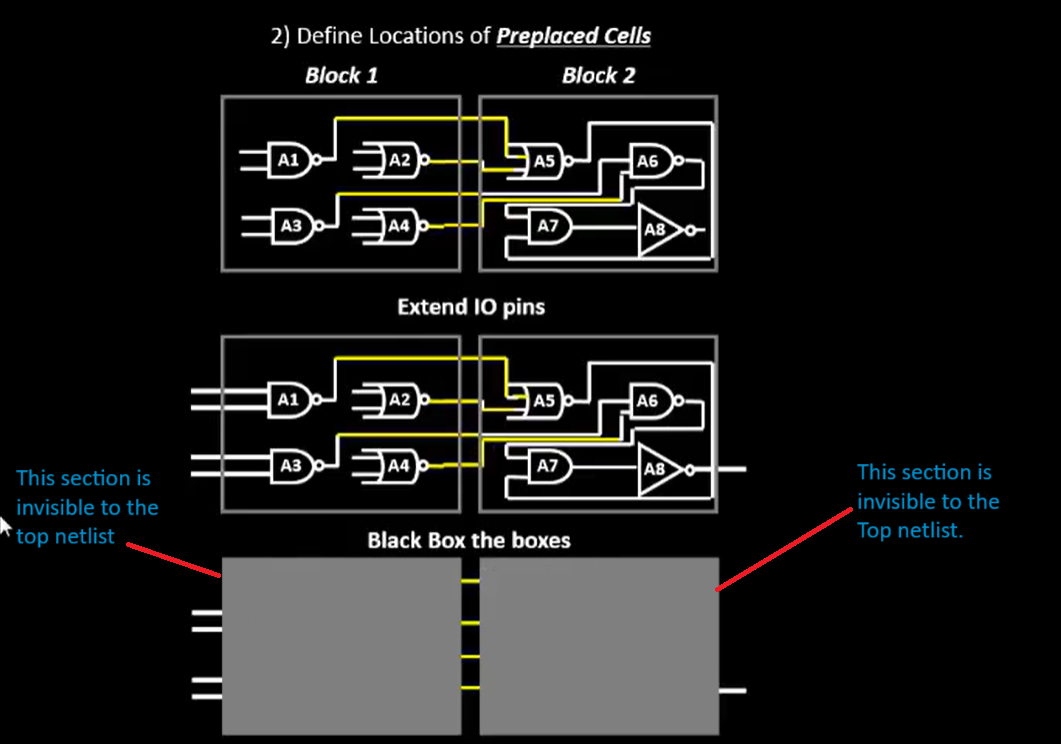 2) Define Locations of Preplaced Cells
Block 1
Block 2
A1
A2
A5
A6
A3
A4
A7
A8
Extend IO pins
A1
A2
A5
A6
A3
A4
A7
A8
This section is
invisible to the
top netlist
This section is
invisible to the
Top netlist.
Black Box the boxes